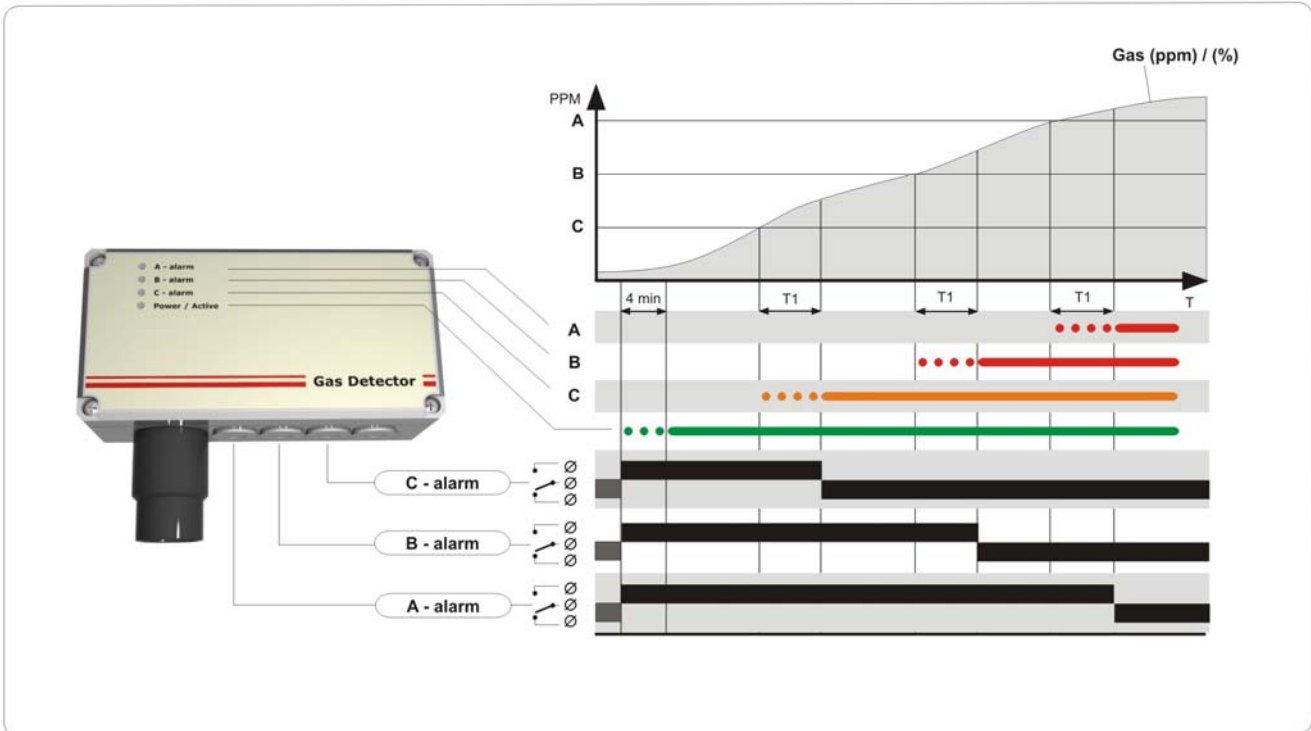 Gas (ppm) / (%)
PPM
A
B
C
A - alarm
B - alarm
C - alarm
Power / Active
Gas Detector
4 min
T1
T1
T1
T
A
B
C
C - alarm
B - alarm
A - alarm